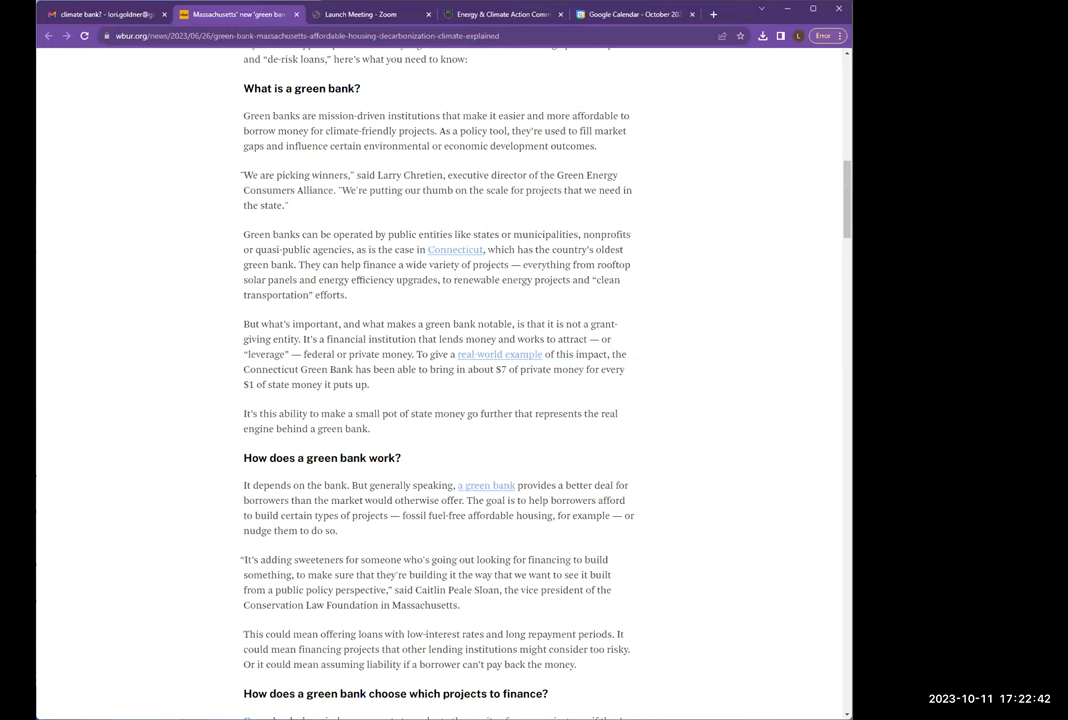 climate bank? - lori.goldner@g
Massachusetts' new 'green ban
Launch Meeting - Zoom
Energy & Climate Action Com
Google Calendar - October 202
wbur.org/news/2023/06/26/green-bank-massachusetts-affordable-housing-decarbonization-climate-explained
L
Error
and “de-risk loans,” here’s what you need to know:
What is a green bank?
Green banks are mission-driven institutions that make it easier and more affordable to
borrow money for climate-friendly projects. As a policy tool, they’re used to fill market
gaps and influence certain environmental or economic development outcomes.
"We are picking winners," said Larry Chretien, executive director of the Green Energy
Consumers Alliance. "We're putting our thumb on the scale for projects that we need in
the state."
Green banks can be operated by public entities like states or municipalities, nonprofits
or quasi-public agencies, as is the case in Connecticut, which has the country’s oldest
green bank. They can help finance a wide variety of projects — everything from rooftop
solar panels and energy efficiency upgrades, to renewable energy projects and “clean
transportation” efforts.
But what’s important, and what makes a green bank notable, is that it is not a grant-
giving entity. It’s a financial institution that lends money and works to attract — or
“leverage” — federal or private money. To give a real-world example of this impact, the
Connecticut Green Bank has been able to bring in about $7 of private money for every
$1 of state money it puts up.
It’s this ability to make a small pot of state money go further that represents the real
engine behind a green bank.
How does a green bank work?
It depends on the bank. But generally speaking, a green bank provides a better deal for
borrowers than the market would otherwise offer. The goal is to help borrowers afford
to build certain types of projects — fossil fuel-free affordable housing, for example — or
nudge them to do so.
“It’s adding sweeteners for someone who’s going out looking for financing to build
something, to make sure that they’re building it the way that we want to see it built
from a public policy perspective,” said Caitlin Peale Sloan, the vice president of the
Conservation Law Foundation in Massachusetts.
This could mean offering loans with low-interest rates and long repayment periods. It
could mean financing projects that other lending institutions might consider too risky.
Or it could mean assuming liability if a borrower can’t pay back the money.
How does a green bank choose which projects to finance?
2023-10-11 17:22:42